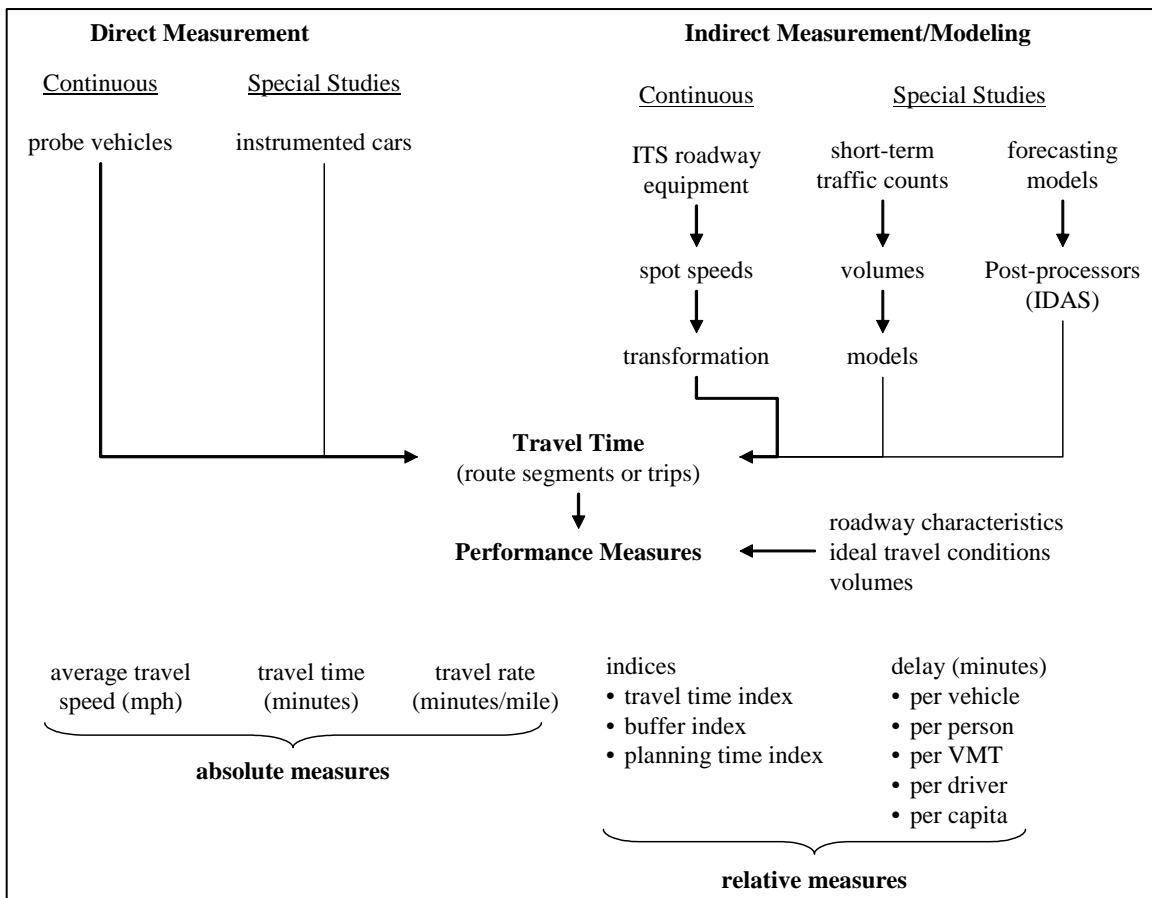 Direct Measurement
Indirect Measurement/Modeling
Continuous
Special Studies
Continuous
Special Studies
probe vehicles
instrumented cars
ITS roadway
equipment
short-term
traffic counts
forecasting
models
spot speeds
volumes
Post-processors
(IDAS)
transformation
models
Travel Time
(route segments or trips)
Performance Measures
roadway characteristics
ideal travel conditions
volumes
average travel
speed (mph)
travel time
(minutes)
travel rate
(minutes/mile)
absolute measures
indices
• travel time index
• buffer index
• planning time index
delay (minutes)
• per vehicle
• per person
• per VMT
• per driver
• per capita
relative measures